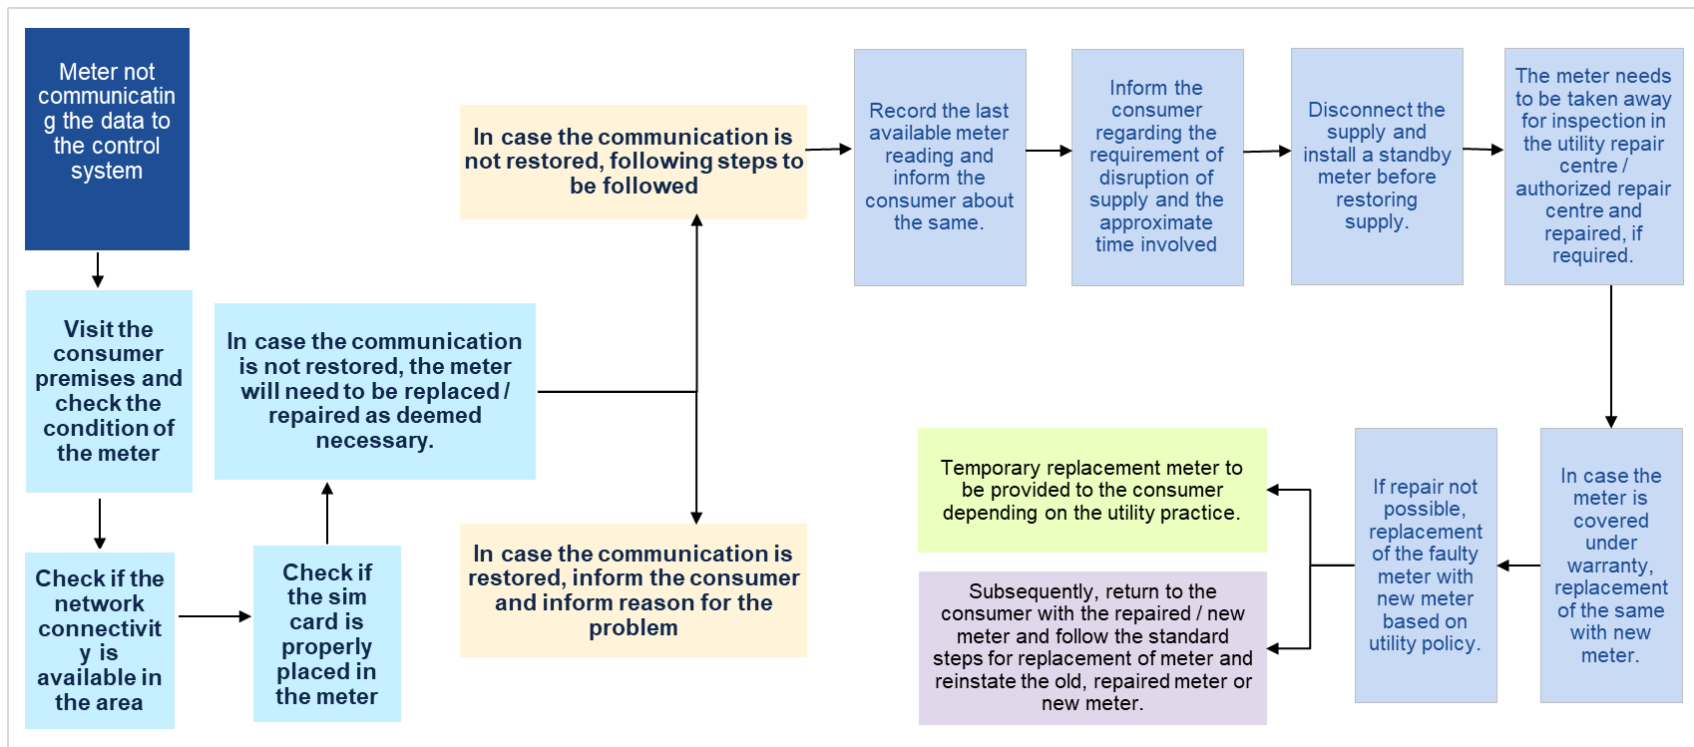 Meter not
communicatin
g the data to
the control
system
Visit the
consumer
premises and
check the
condition of
the meter
Check if the
network
connectivit
y is
available in
the area
Check if
the sim
card is
properly
placed in
the meter
In case the communication
is not restored, the meter
will need to be replaced /
repaired as deemed
necessary.
In case the communication is
not restored, following steps to
be followed
In case the communication is
restored, inform the consumer
and inform reason for the
problem
Record the last
available meter
reading and
inform the
consumer about
the same.
Inform the
consumer
regarding the
requirement of
disruption of
supply and the
approximate
time involved
Disconnect the
supply and
install a standby
meter before
restoring
supply.
The meter needs
to be taken away
for inspection in
the utility repair
centre /
authorized repair
centre and
repaired, if
required.
In case the
meter is
covered
under
warranty,
replacement
of the same
with new
meter.
If repair not
possible,
replacement
of the faulty
meter with
new meter
based on
utility policy.
Temporary replacement meter to
be provided to the consumer
depending on the utility practice.
Subsequently, return to the
consumer with the repaired / new
meter and follow the standard
steps for replacement of meter and
reinstate the old, repaired meter or
new meter.